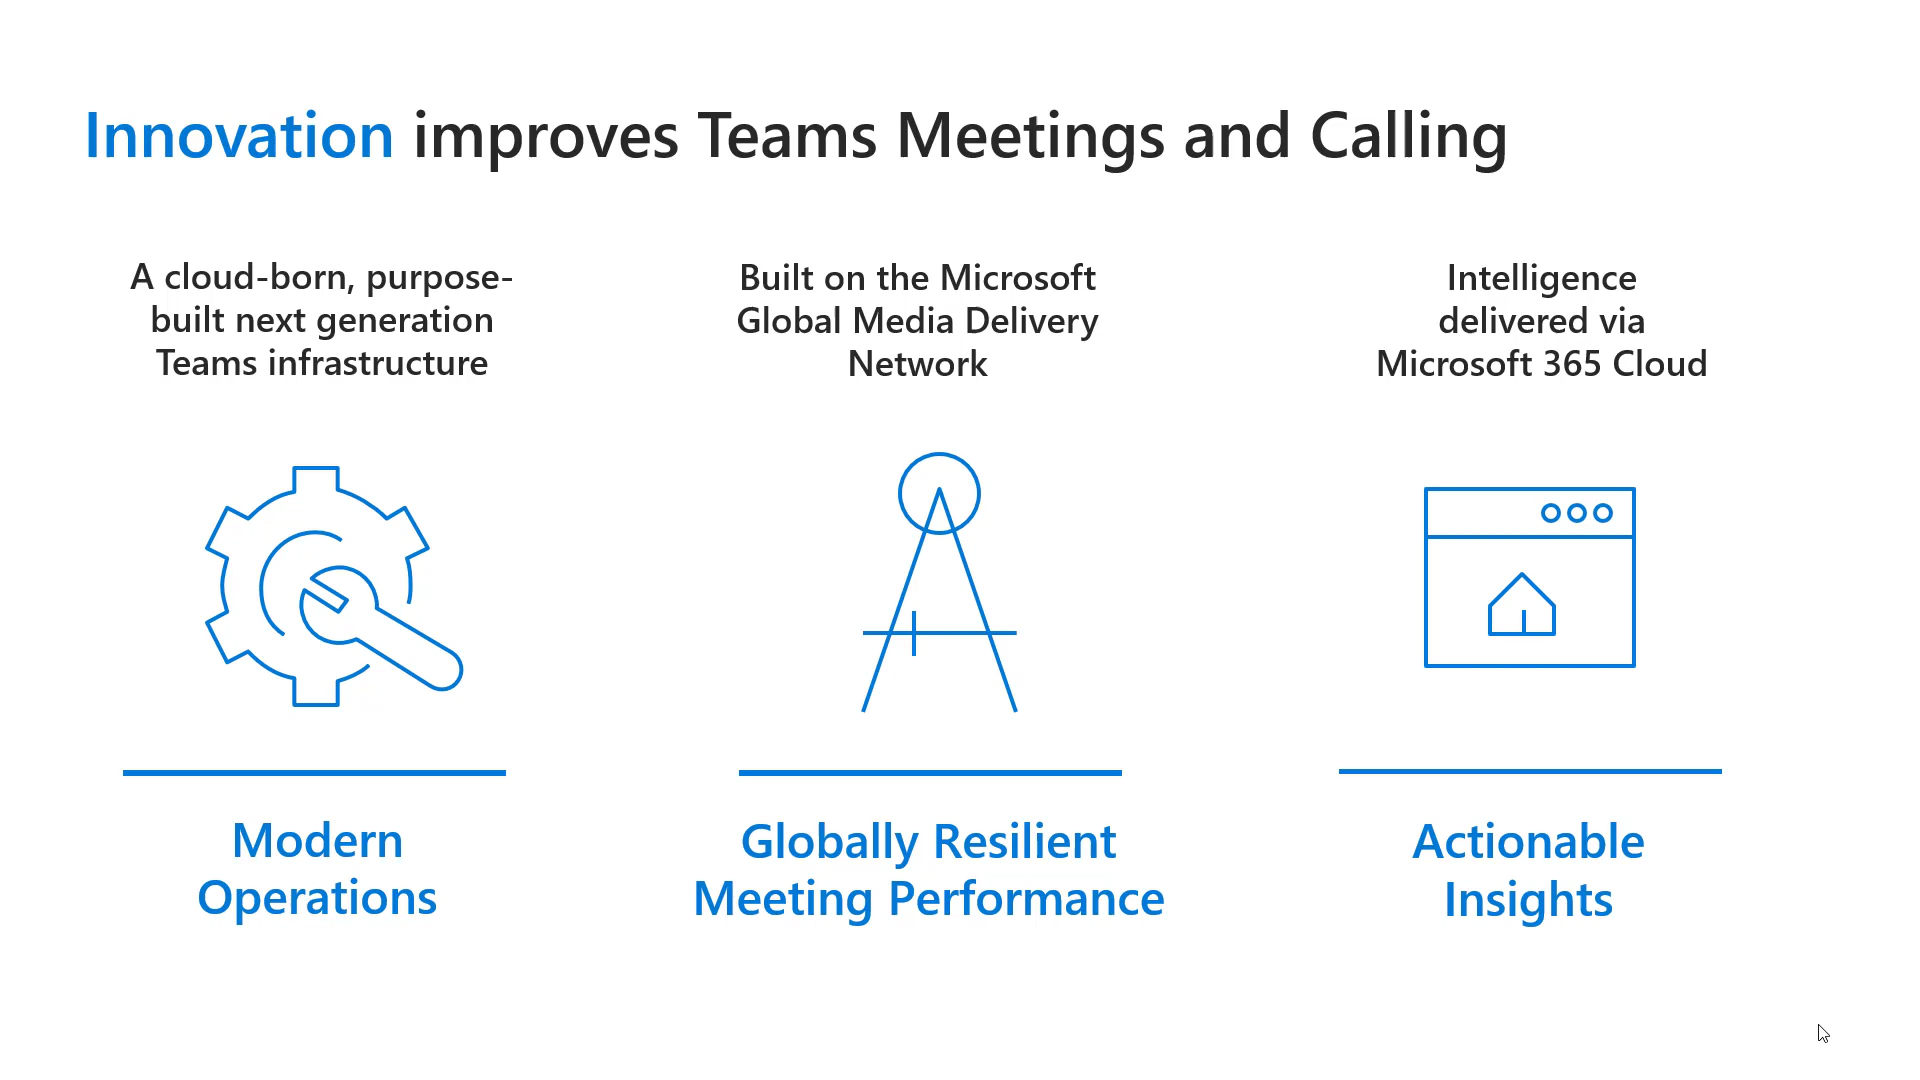 Innovation improves Teams Meetings and Calling
A cloud-born, purpose-
built next generation
Teams infrastructure
Built on the Microsoft
Global Media Delivery
Network
Intelligence
delivered via
Microsoft 365 Cloud
Modern
Operations
Globally Resilient
Meeting Performance
Actionable
Insights